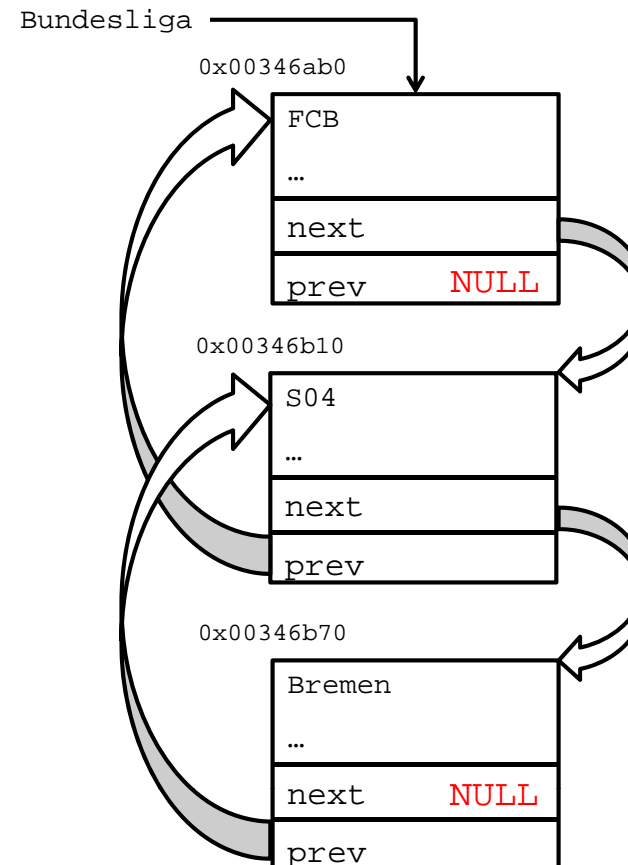 Bundesliga
0x00346ab0
FCB
…
next
prev NULL
0x00346b10
S04
…
next
prev
0x00346b70
Bremen
…
next NULL
prev